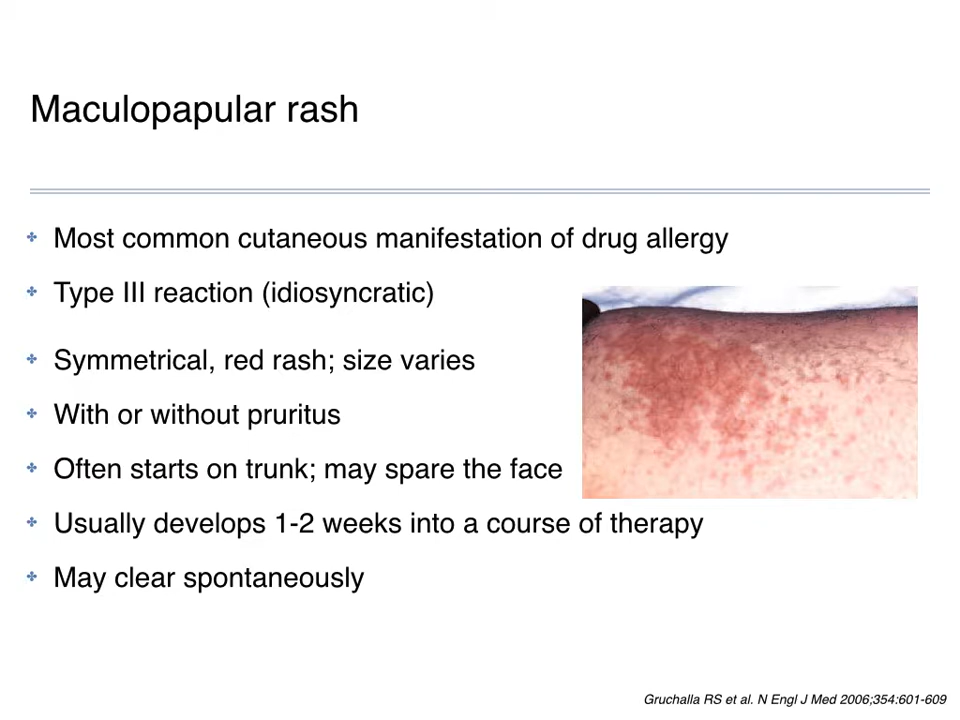 Maculopapular rash
Most common cutaneous manifestation of drug allergy
Type III reaction (idiosyncratic)
Symmetrical, red rash; size varies
With or without pruritus
Often starts on trunk; may spare the face
Usually develops 1-2 weeks into a course of therapy
May clear spontaneously
Gruchalla RS et al. N Engl J Med 2006;354:601-609